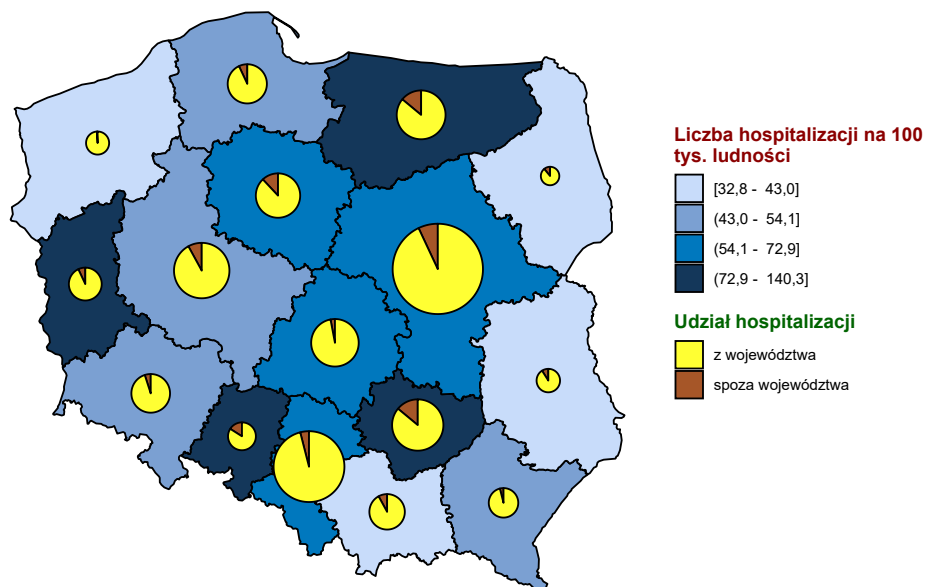 Liczba hospitalizacji na 100
tys. ludności
[32,8 - 43,0]
(43,0 - 54,1]
(54,1 - 72,9]
(72,9 - 140,3]
Udział hospitalizacji
z województwa
spoza województwa